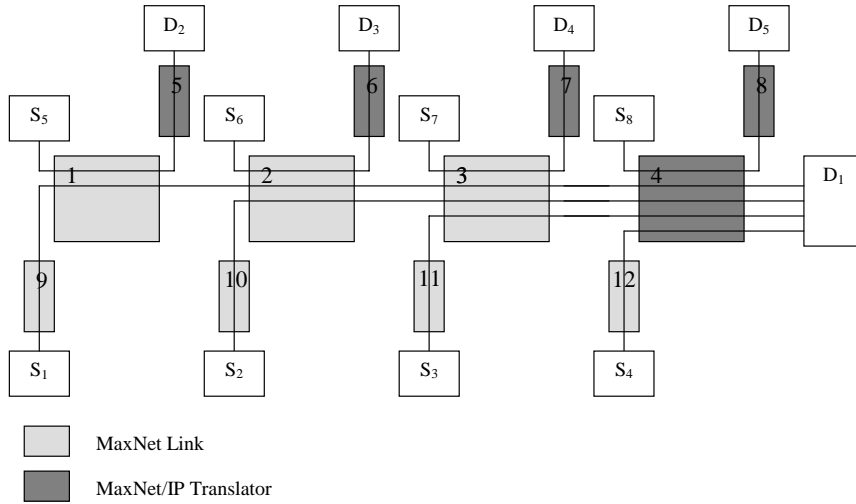 D2 D3 D4 D5
5 6 7 8
S5 S6 S7 S8
1 2 3 4 D1
9 10 11 12
S1 S2 S3 S4
MaxNet Link
MaxNet/IP Translator